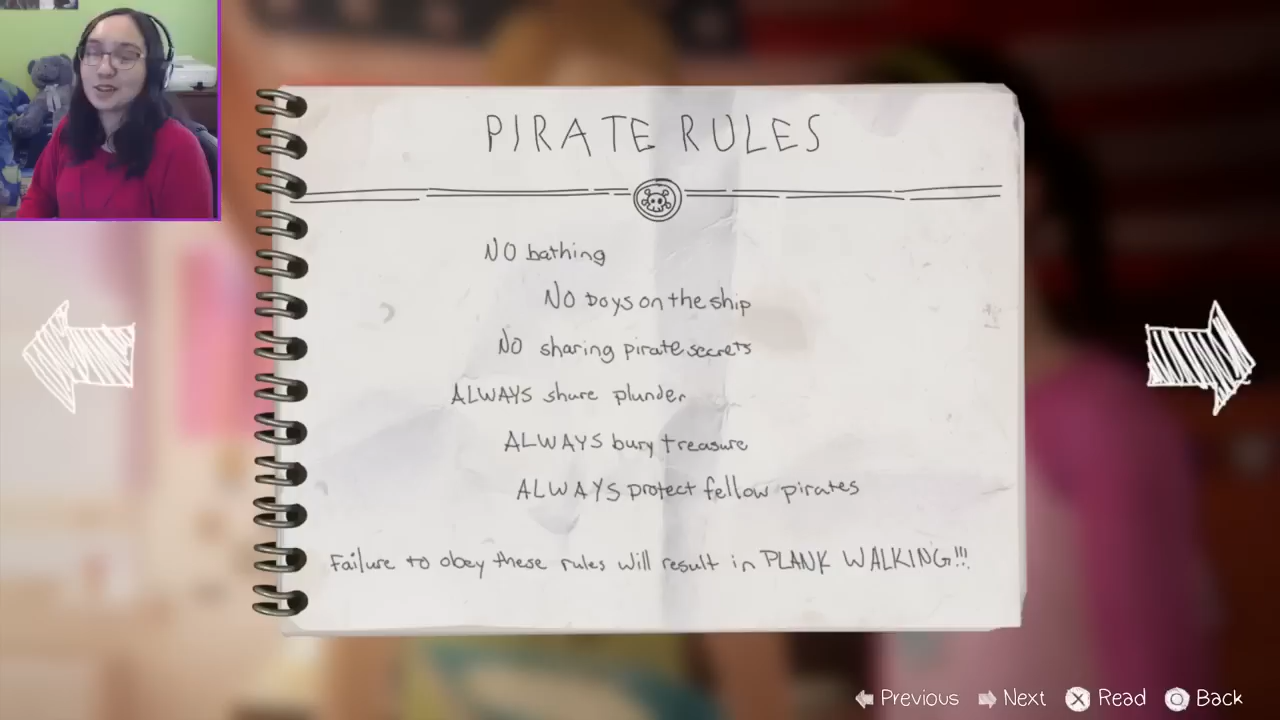 PIRATE RULES
NO bathing
NO boys on the ship
NO sharing pirate secrets
ALWAYS share plunder
ALWAYS bury treasure
ALWAYS protect fellow pirates
Failure to obey these rules will result in PLANK WALKING!!!
Previous Next Read Back